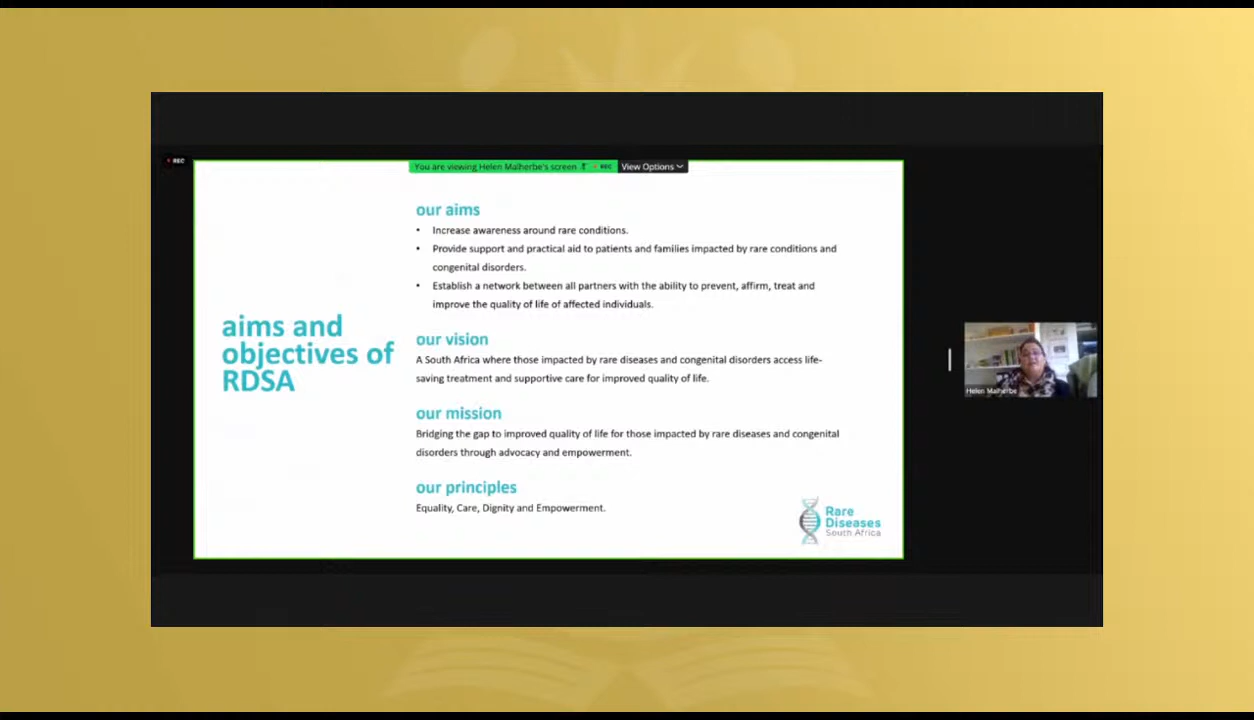 REC
You are viewing Helen Malherbe's screen
REC
View Options
our aims
• Increase awareness around rare conditions.
• Provide support and practical aid to patients and families impacted by rare conditions and
congenital disorders.
• Establish a network between all partners with the ability to prevent, affirm, treat and
improve the quality of life of affected individuals.
aims and
objectives of
RDSA
our vision
A South Africa where those impacted by rare diseases and congenital disorders access life-
saving treatment and supportive care for improved quality of life.
our mission
Bridging the gap to improved quality of life for those impacted by rare diseases and congenital
disorders through advocacy and empowerment.
our principles
Equality, Care, Dignity and Empowerment.
Rare
Diseases
South Africa
Helen Malherbe